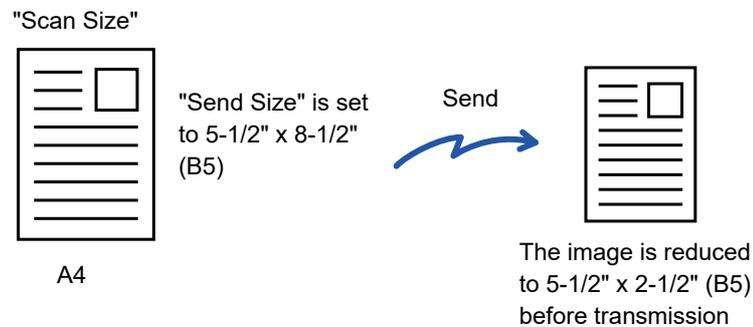 "Scan Size"
"Send Size" is set
to 5-1/2" x 8-1/2"
(B5)
Send
A4
The image is reduced
to 5-1/2" x 2-1/2" (B5)
before transmission